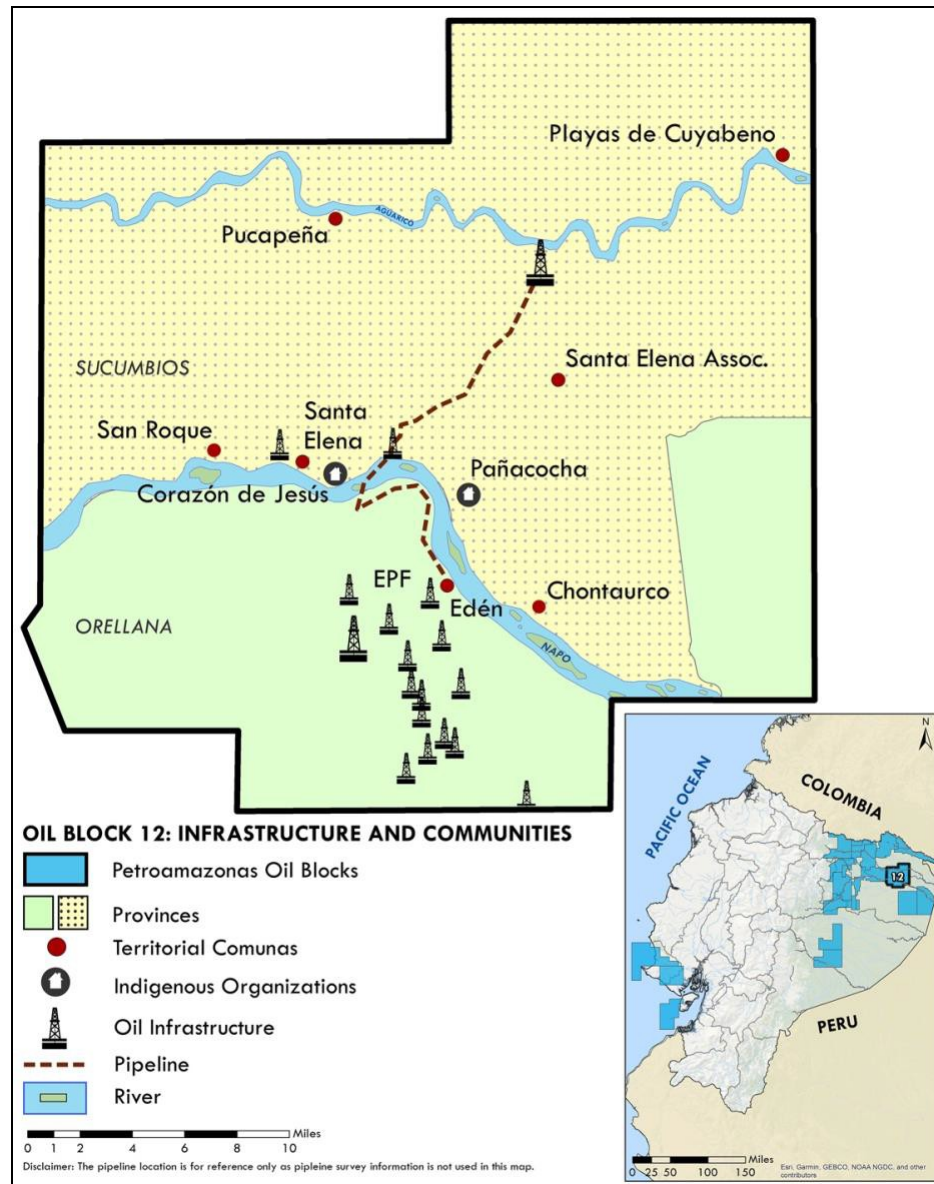 Playas de Cuyabeno
AGUARICO
Pucapeña
Santa Elena Assoc.
SUCUMBIOS
Santa
Elena
San Roque
Pañacocha
Corazón de Jesús
EPF
Edén
Chontaurco
ORELLANA
NAPO
OIL BLOCK 12: INFRASTRUCTURE AND COMMUNITIES
Petroamazonas Oil Blocks
Provinces
Territorial Comunas
Indigenous Organizations
Oil Infrastructure
Pipeline
River
Miles
0 1 2 4 6 8 10
Disclaimer: The pipeline location is for reference only as pipleine survey information is not used in this map.
N
PACIFIC OCEAN
COLOMBIA
12
PERU
Miles
0 25 50 100 150
Esri, Garmin, GEBCO, NOAA NGDC, and other
contributors